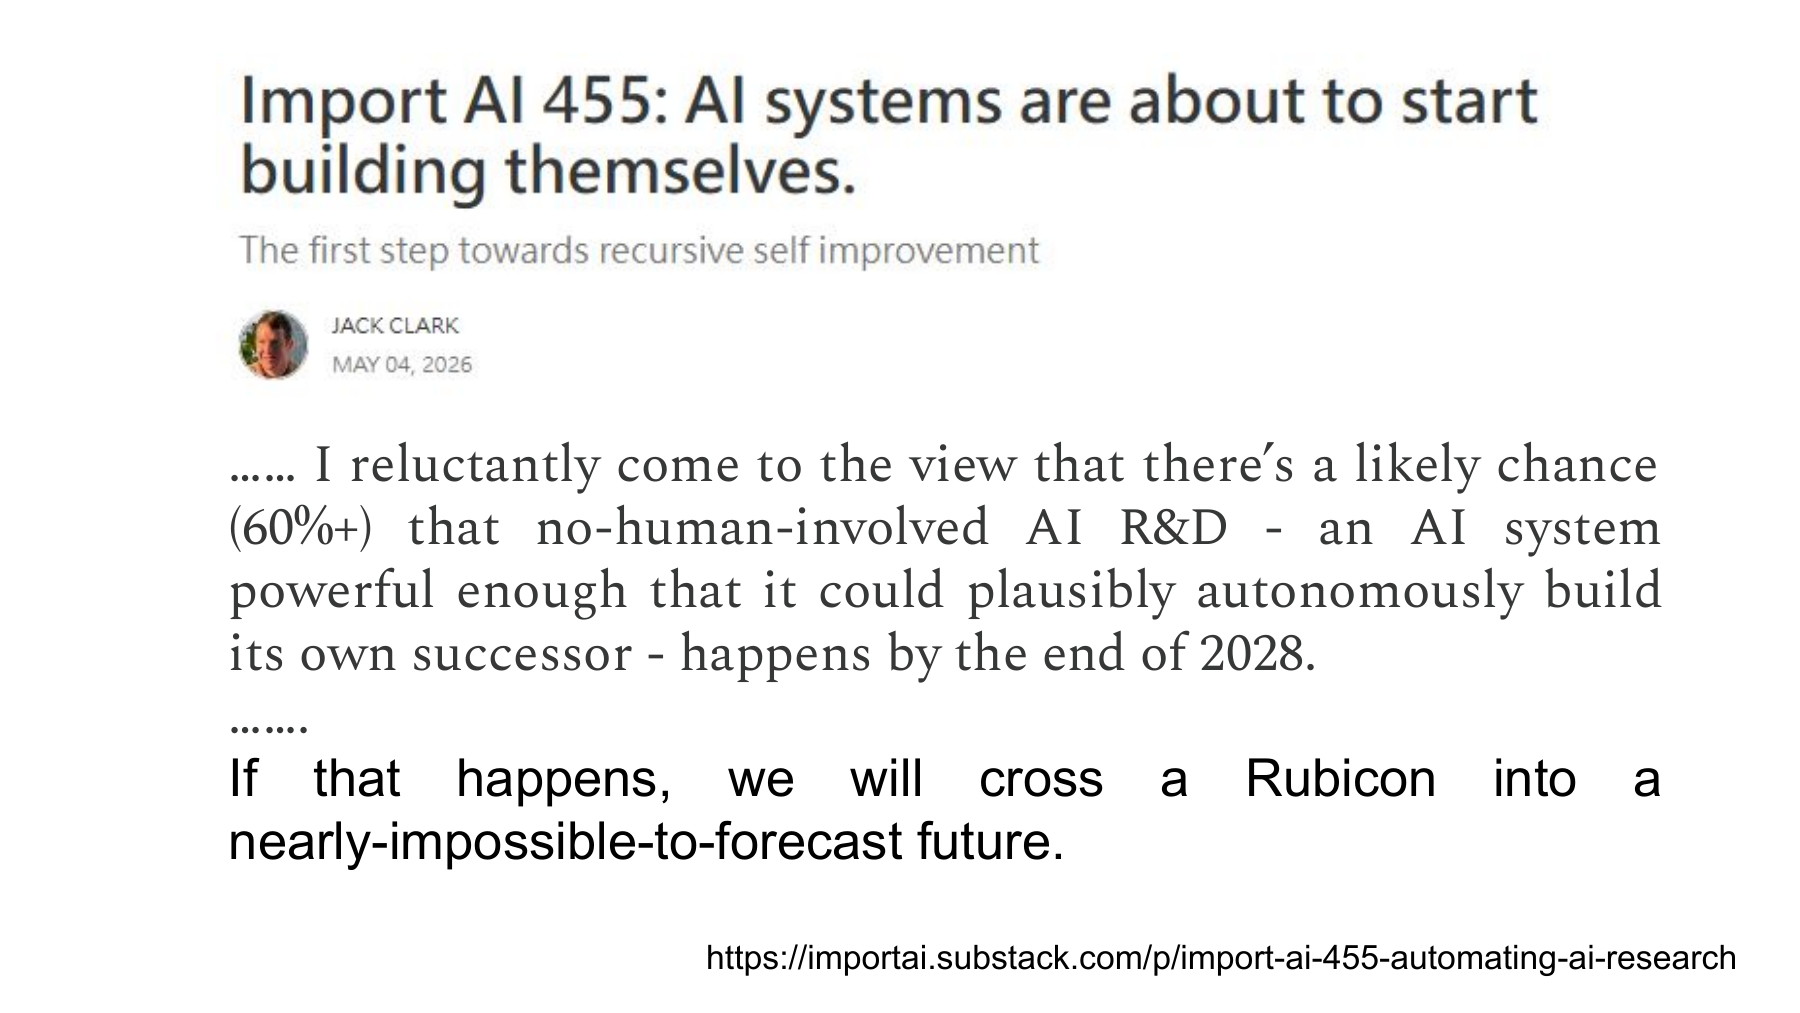 Import AI 455: AI systems are about to start
building themselves.
The first step towards recursive self improvement
JACK CLARK
MAY 04, 2026
…… I reluctantly come to the view that there′s a likely chance
(60%+) that no-human-involved AI R&D - an AI system
powerful enough that it could plausibly autonomously build
its own successor - happens by the end of 2028.
…….
If that happens, we will cross a Rubicon into a
nearly-impossible-to-forecast future.
https://importai.substack.com/p/import-ai-455-automating-ai-research